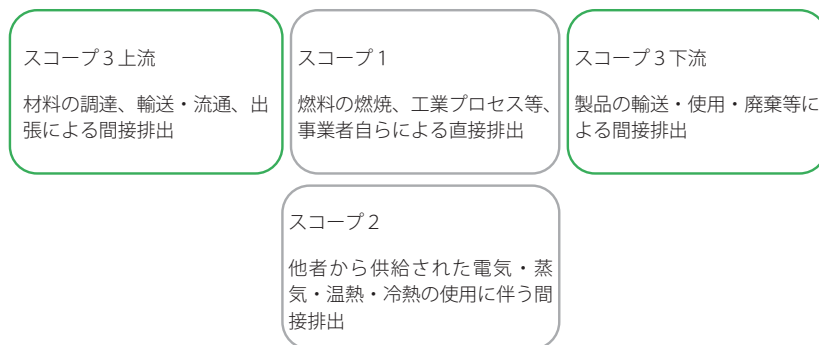 スコープ3上流
材料の調達、輸送・流通、出
張による間接排出
スコープ1
燃料の燃焼、工業プロセス等、
事業者自らによる直接排出
スコープ3下流
製品の輸送・使用・廃棄等に
よる間接排出
スコープ2
他者から供給された電気・蒸
気・温熱・冷熱の使用に伴う間
接排出